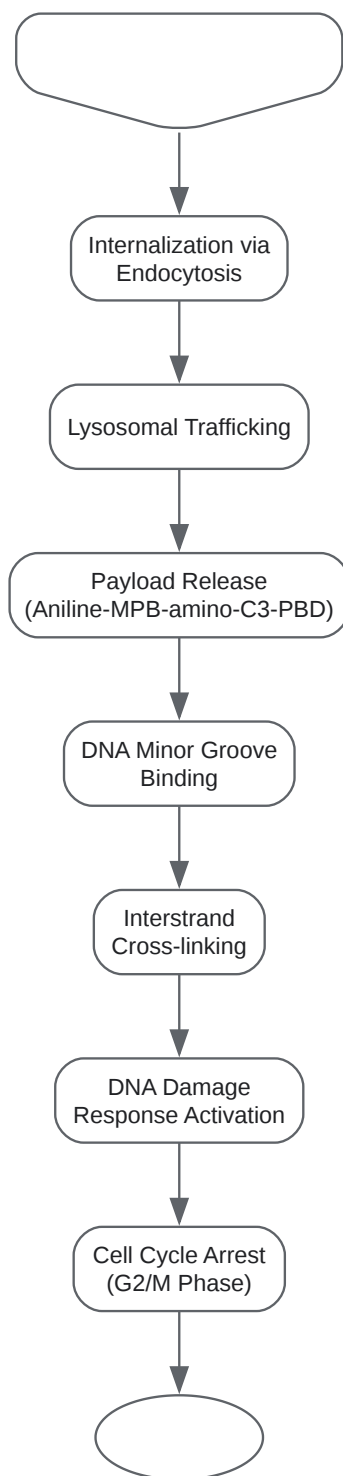 Internalization via
Endocytosis
Lysosomal Trafficking
Payload Release
(Aniline-MPB-amino-C3-PBD)
DNA Minor Groove
Binding
Interstrand
Cross-linking
DNA Damage
Response Activation
Cell Cycle Arrest
(G2/M Phase)